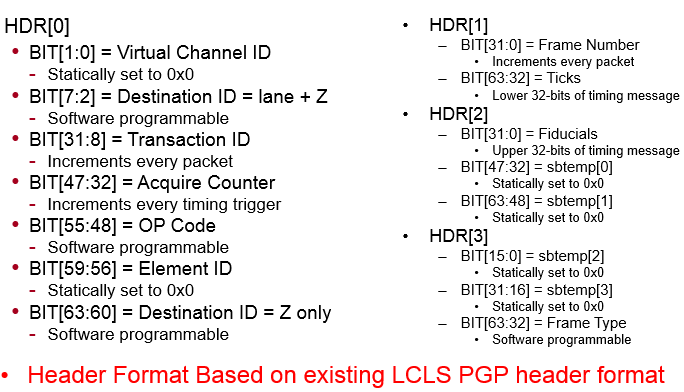 HDR[0]
• BIT[1:0] = Virtual Channel ID
- Statically set to 0x0
• BIT[7:2] = Destination ID = lane + Z
- Software programmable
• BIT[31:8] = Transaction ID
- Increments every packet
• BIT[47:32] = Acquire Counter
- Increments every timing trigger
• BIT[55:48] = OP Code
- Software programmable
• BIT[59:56] = Element ID
- Statically set to 0x0
• BIT[63:60] = Destination ID = Z only
- Software programmable
• HDR[1]
– BIT[31:0] = Frame Number
• Increments every packet
– BIT[63:32] = Ticks
• Lower 32-bits of timing message
• HDR[2]
– BIT[31:0] = Fiducials
• Upper 32-bits of timing message
– BIT[47:32] = sbtemp[0]
• Statically set to 0x0
– BIT[63:48] = sbtemp[1]
• Statically set to 0x0
• HDR[3]
– BIT[15:0] = sbtemp[2]
• Statically set to 0x0
– BIT[31:16] = sbtemp[3]
• Statically set to 0x0
– BIT[63:32] = Frame Type
• Software programmable
• Header Format Based on existing LCLS PGP header format